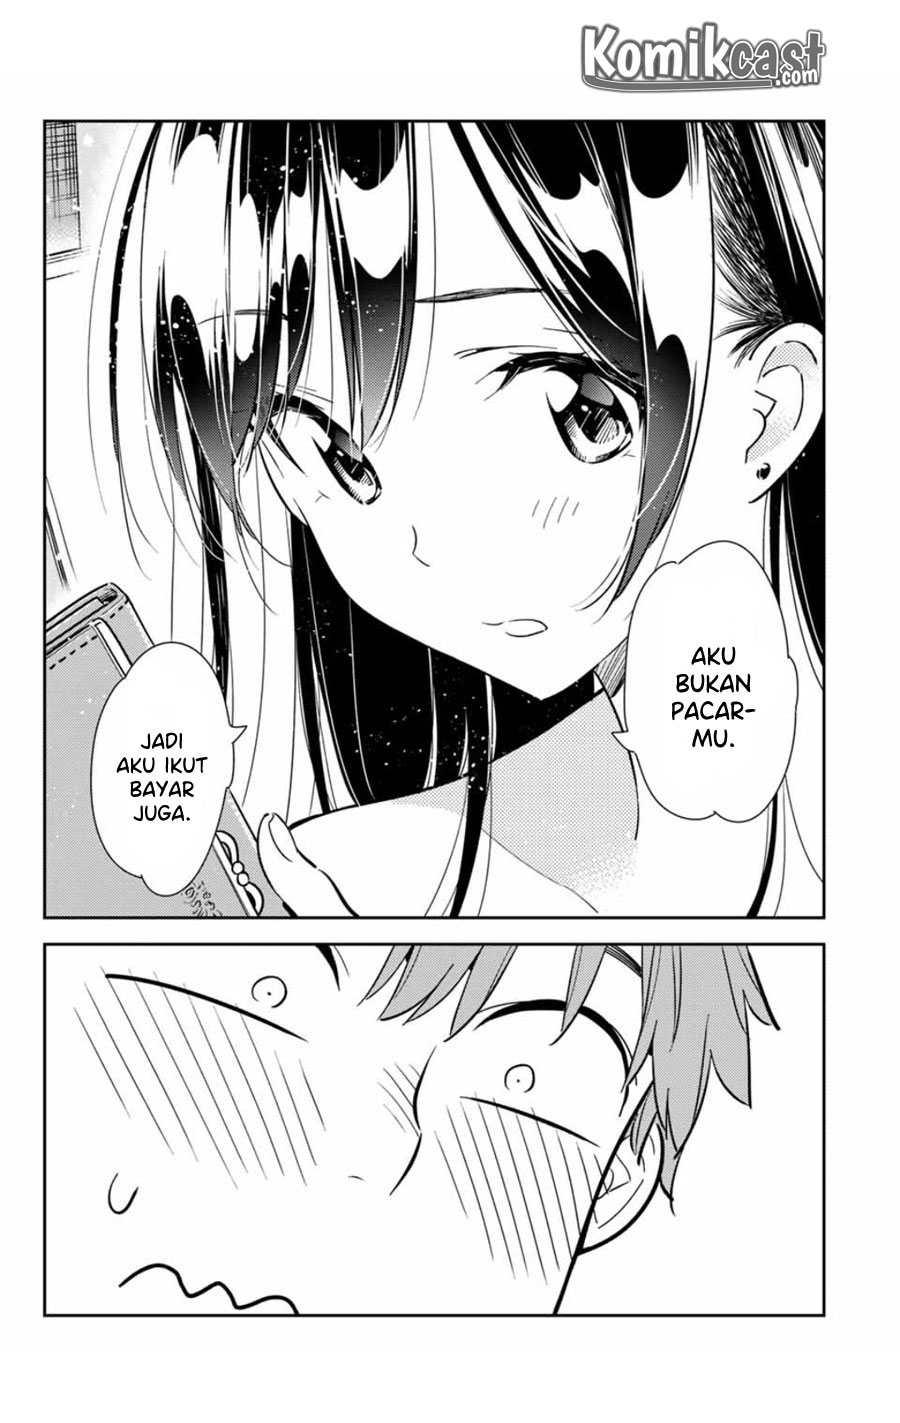 Komikcast
.com
AKU
BUKAN
PACAR-
MU.
JADI
AKU IKUT
BAYAR
JUGA.